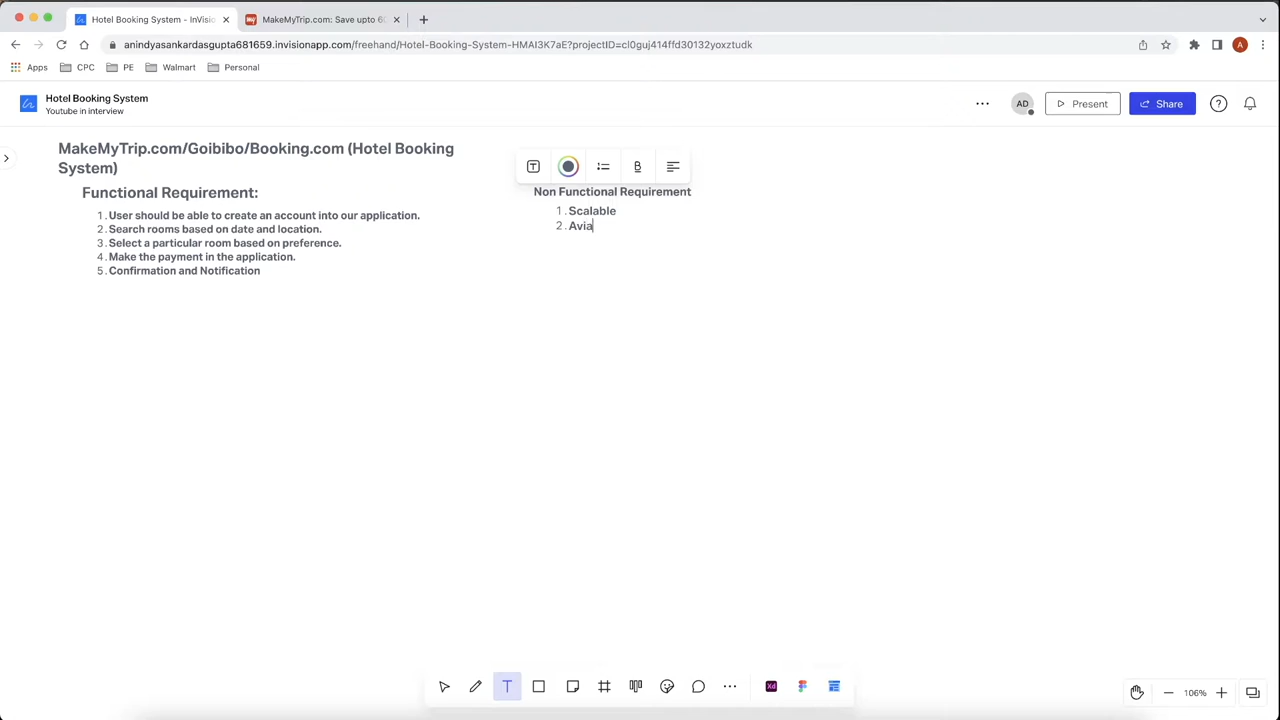 Hotel Booking System - InVisio
MakeMyTrip.com: Save upto 60
anindyasankardasgupta681659.invisionapp.com/freehand/Hotel-Booking-System-HMAI3K7aE?projectID=cl0guj414ffd30132yoxztudk
A
Apps
CPC
PE
Walmart
Personal
Hotel Booking System
Youtube in interview
AD
Present
Share
MakeMyTrip.com/Goibibo/Booking.com (Hotel Booking
System)
Functional Requirement:
1. User should be able to create an account into our application.
2. Search rooms based on date and location.
3. Select a particular room based on preference.
4. Make the payment in the application.
5. Confirmation and Notification
Non Functional Requirement
1. Scalable
2. Avia
106%